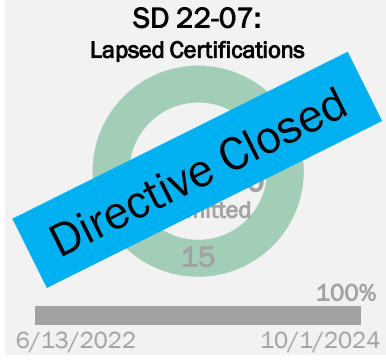 SD 22-07:
Lapsed Certifications
Directive Closed
15
100%
6/13/2022
10/1/2024